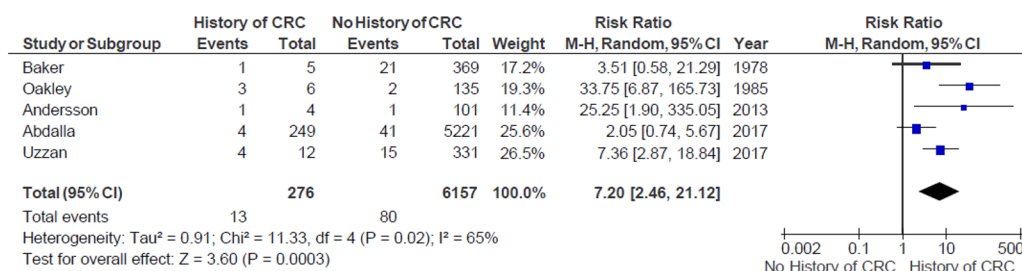 History of CRC No History of CRC Risk Ratio Risk Ratio
Study or Subgroup Events Total Events Total Weight M-H, Random, 95% CI Year M-H, Random, 95% CI
Baker 1 5 21 369 17.2% 3.51 [0.58, 21.29] 1978
Oakley 3 6 2 135 19.3% 33.75 [6.87, 165.73] 1985
Andersson 1 4 1 101 11.4% 25.25 [1.90, 335.05] 2013
Abdalla 4 249 41 5221 25.6% 2.05 [0.74, 5.67] 2017
Uzzan 4 12 15 331 26.5% 7.36 [2.87, 18.84] 2017
Total (95% CI) 276 6157 100.0% 7.20 [2.46, 21.12]
Total events 13 80
Heterogeneity: Tau² = 0.91; Chi² = 11.33, df = 4 (P = 0.02); I² = 65%
Test for overall effect: Z = 3.60 (P = 0.0003)
0.002 0.1 1 10 500
No History of CRC History of CRC